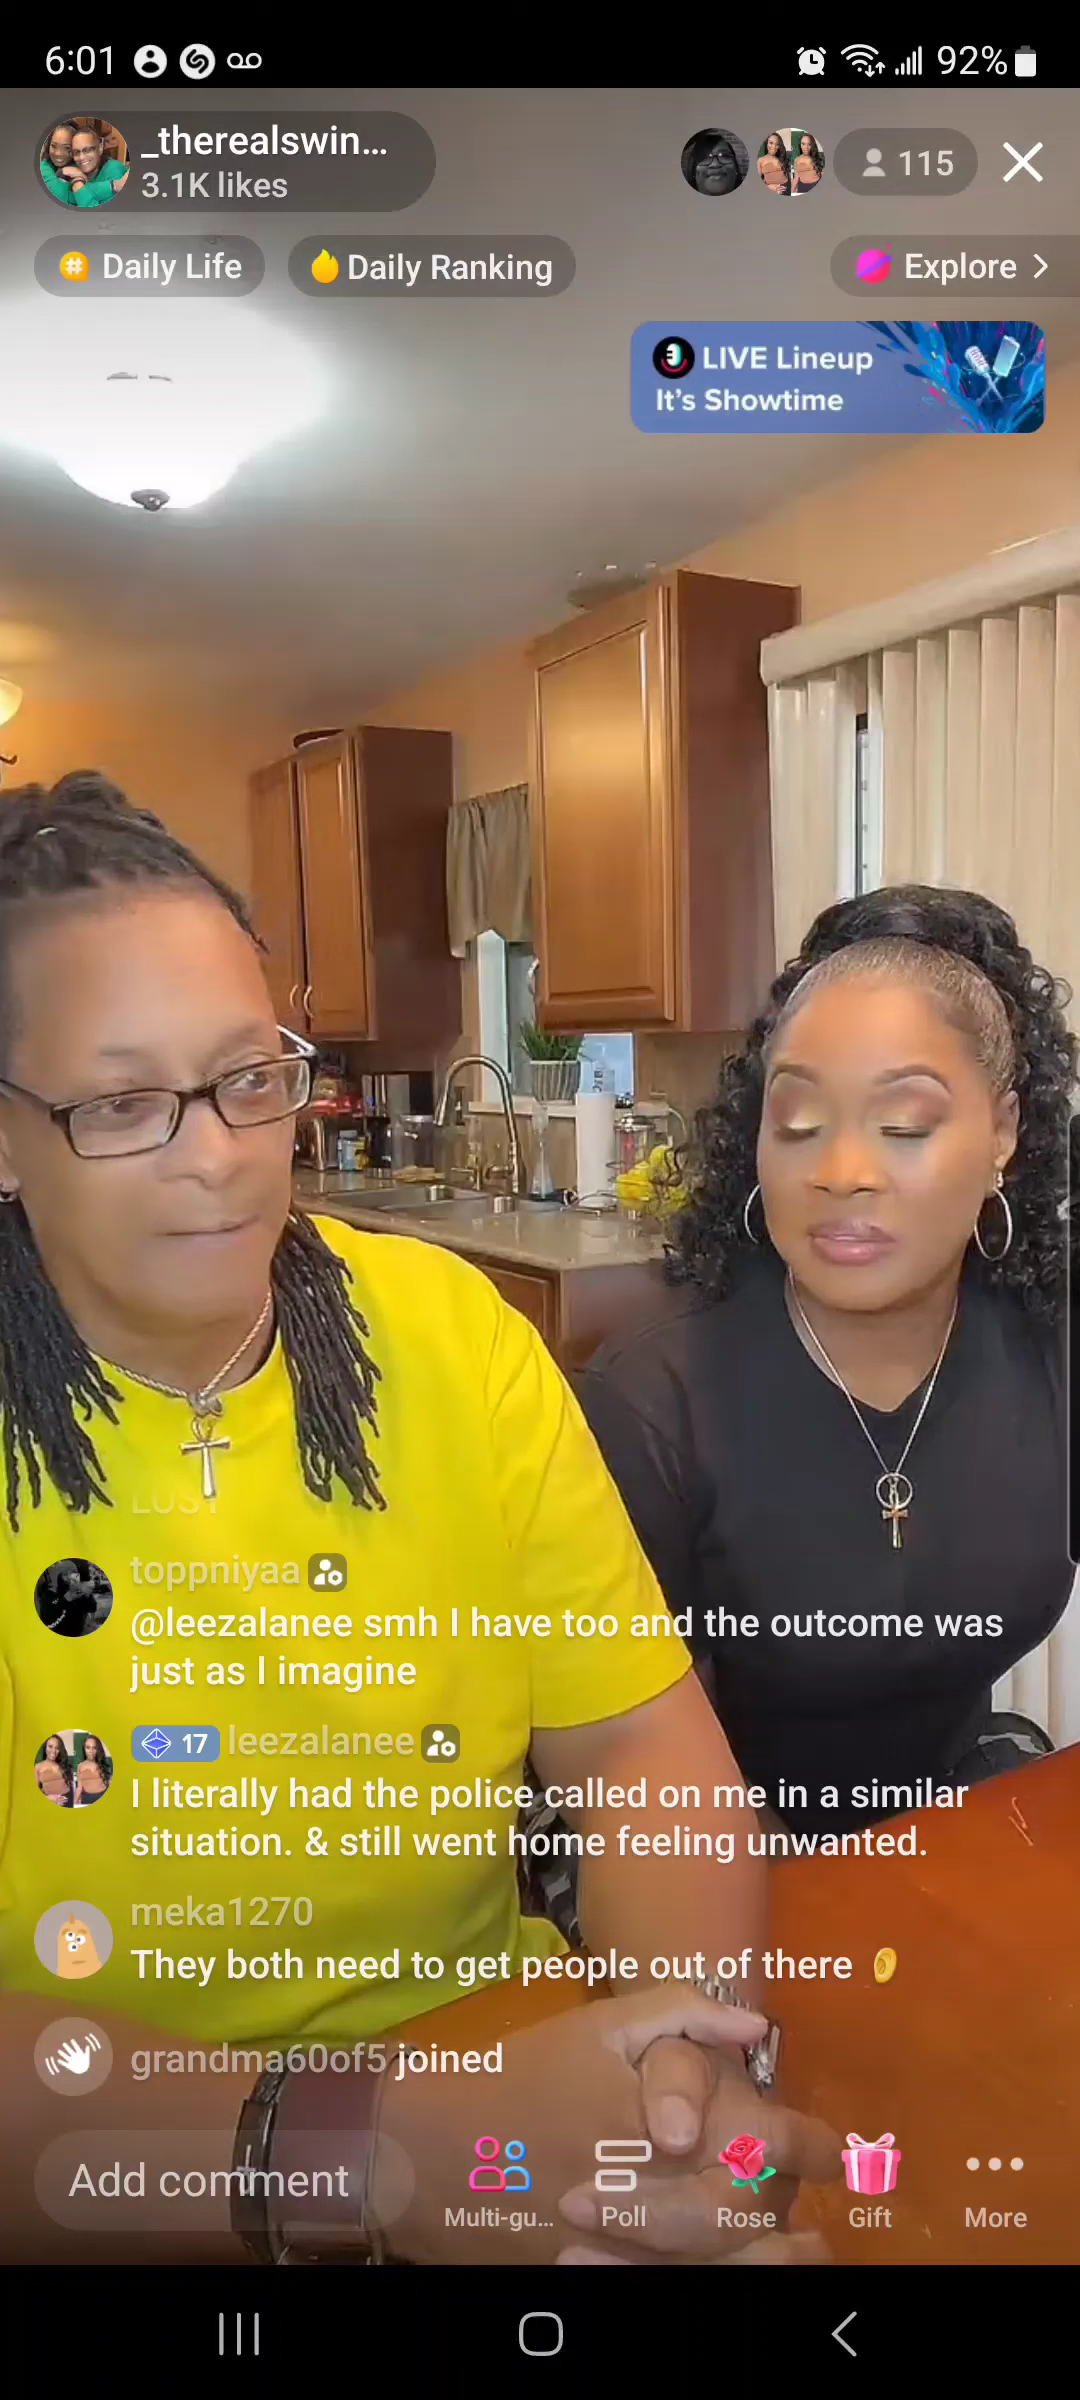 6:01
92%
_therealswin...
3.1K likes
115
Daily Life
Daily Ranking
Explore
LIVE Lineup
It's Showtime
LOST
toppniyaa
@leezalanee smh I have too and the outcome was
just as I imagine
17 leezalanee
I literally had the police called on me in a similar
situation. & still went home feeling unwanted.
meka1270
They both need to get people out of there 👂
grandma60of5 joined
Add comment
Multi-gu...
Poll
Rose
Gift
More